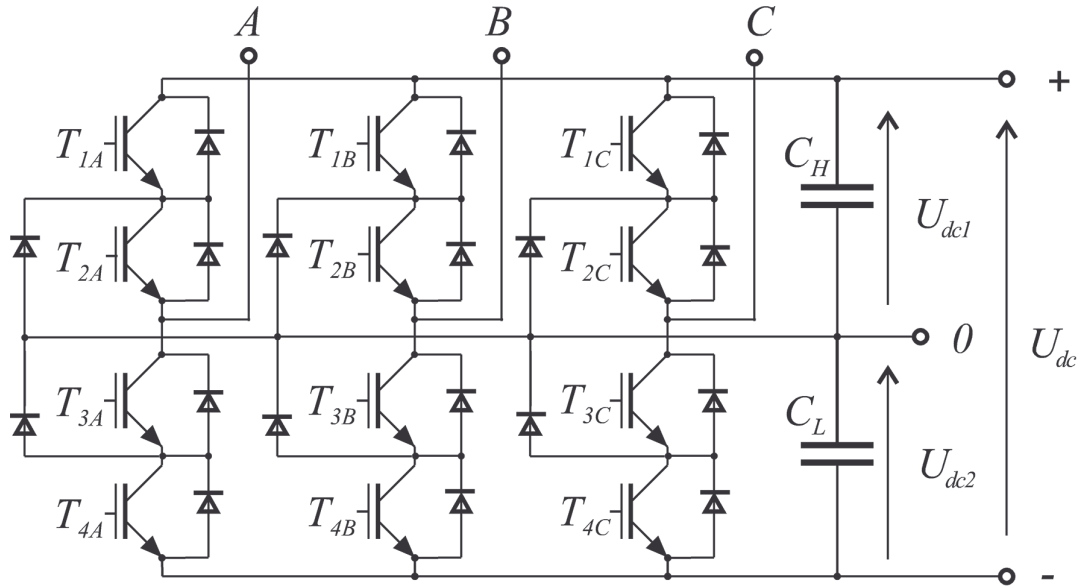 A B C
+
T1A T1B T1C
CH
Udc1
T2A T2B T2C
0
Udc
T3A T3B T3C
CL
Udc2
T4A T4B T4C
-